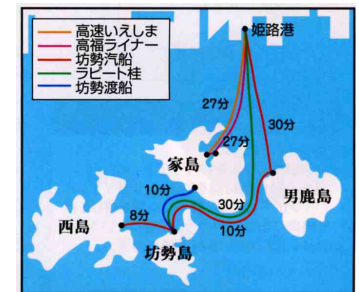 高速いえしま
高福ライナー
坊勢汽船
ラピート桂
坊勢渡船
姫路港
27分
30分
27分
家島
10分
男鹿島
30分
西島
8分
10分
坊勢島